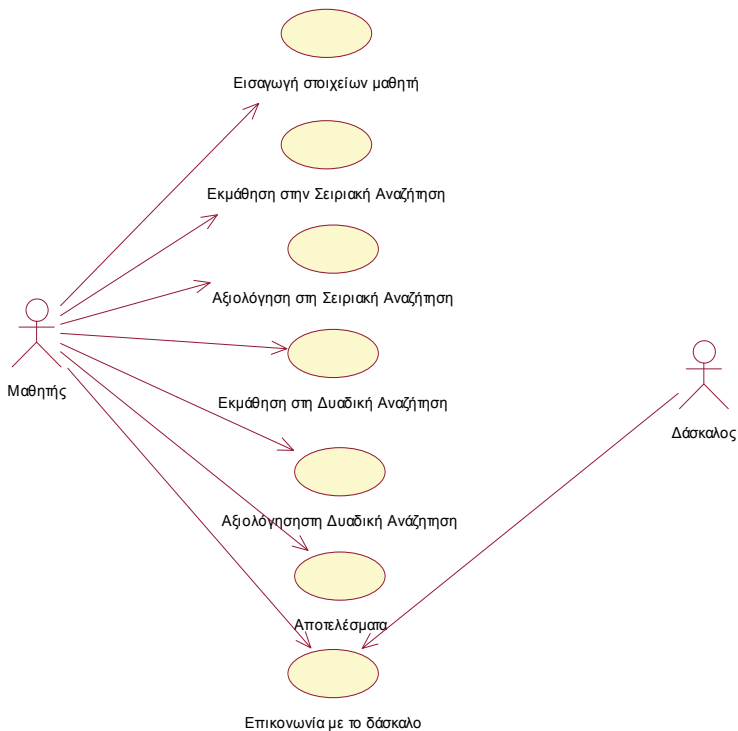 Εισαγωγή στοιχείων μαθητή
Εκμάθηση στην Σειριακή Αναζήτηση
Αξιολόγηση στη Σειριακή Αναζήτηση
Μαθητής
Εκμάθηση στη Δυαδική Αναζήτηση
Δάσκαλος
Αξιολόγησηστη Δυαδική Ανάζητηση
Αποτελέσματα
Επικονωνία με το δάσκαλο